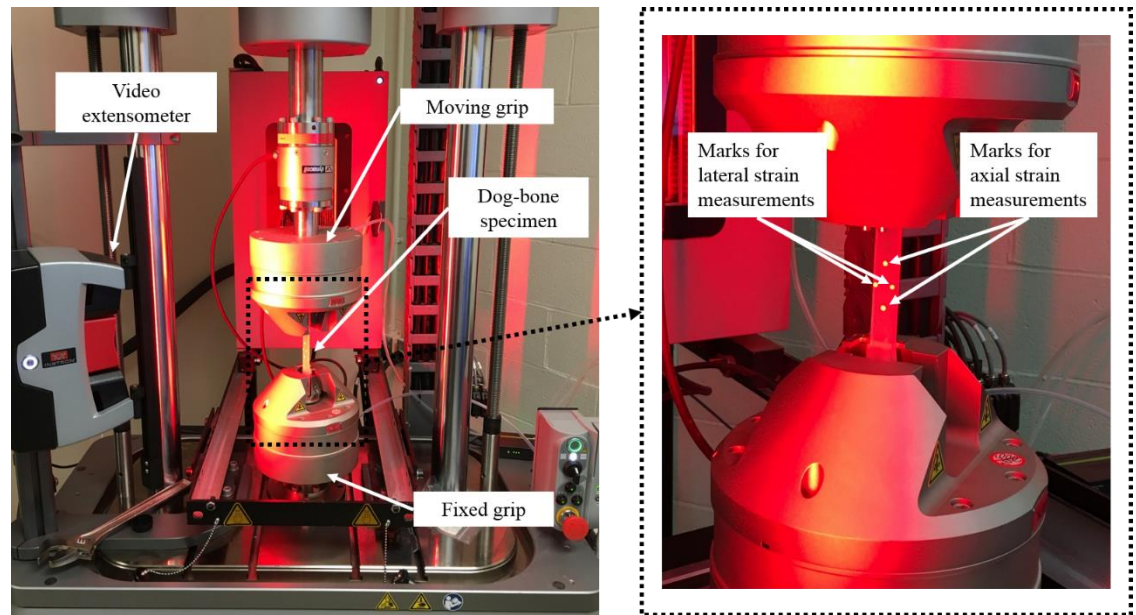 Video
extensometer
Moving grip
Dog-bone
specimen
Fixed grip
Marks for
lateral strain
measurements
Marks for
axial strain
measurements